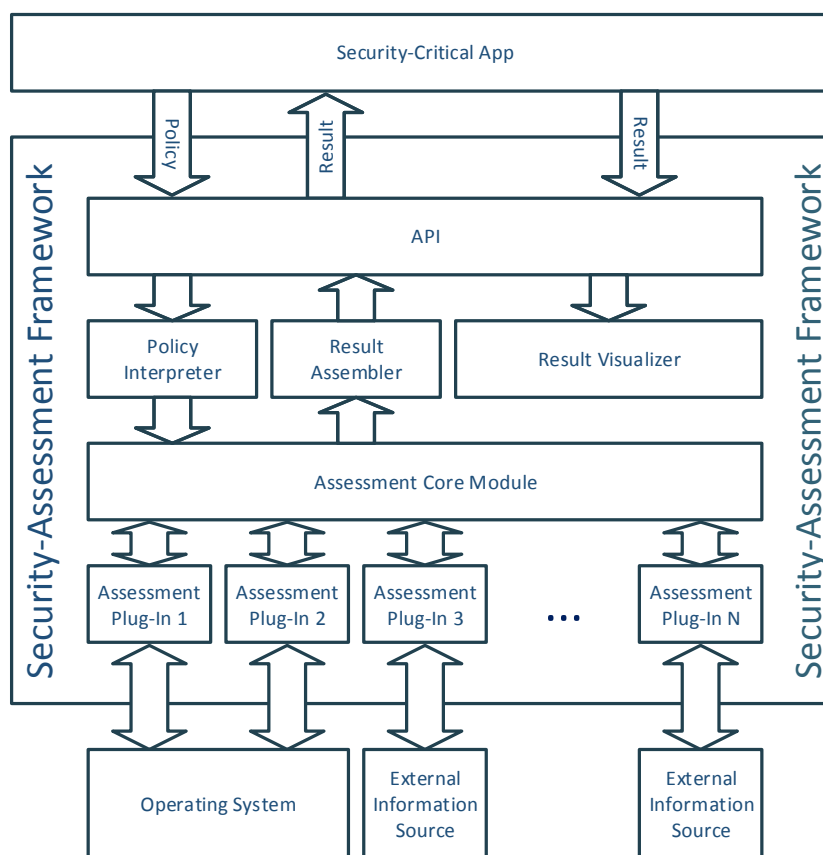 Security-Critical App
Policy
Result
Result
Security-Assessment Framework
Security-Assessment Framework
API
Policy
Interpreter
Result
Assembler
Result Visualizer
Assessment Core Module
Assessment
Plug-In 1
Assessment
Plug-In 2
Assessment
Plug-In 3
...
Assessment
Plug-In N
Operating System
External
Information
Source
External
Information
Source